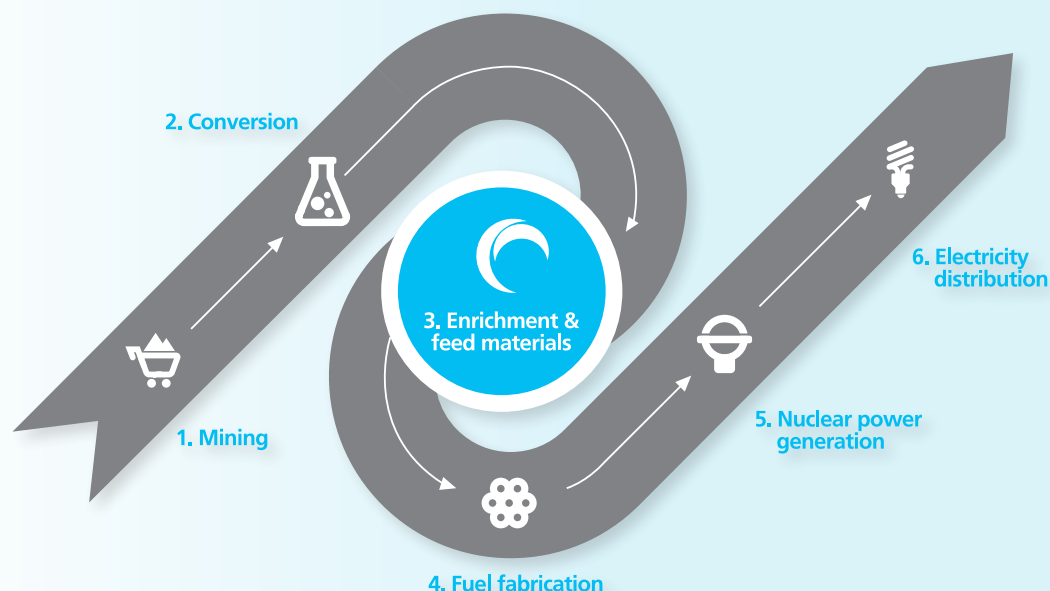 1. Mining
2. Conversion
3. Enrichment &
feed materials
4. Fuel fabrication
5. Nuclear power
generation
6. Electricity
distribution